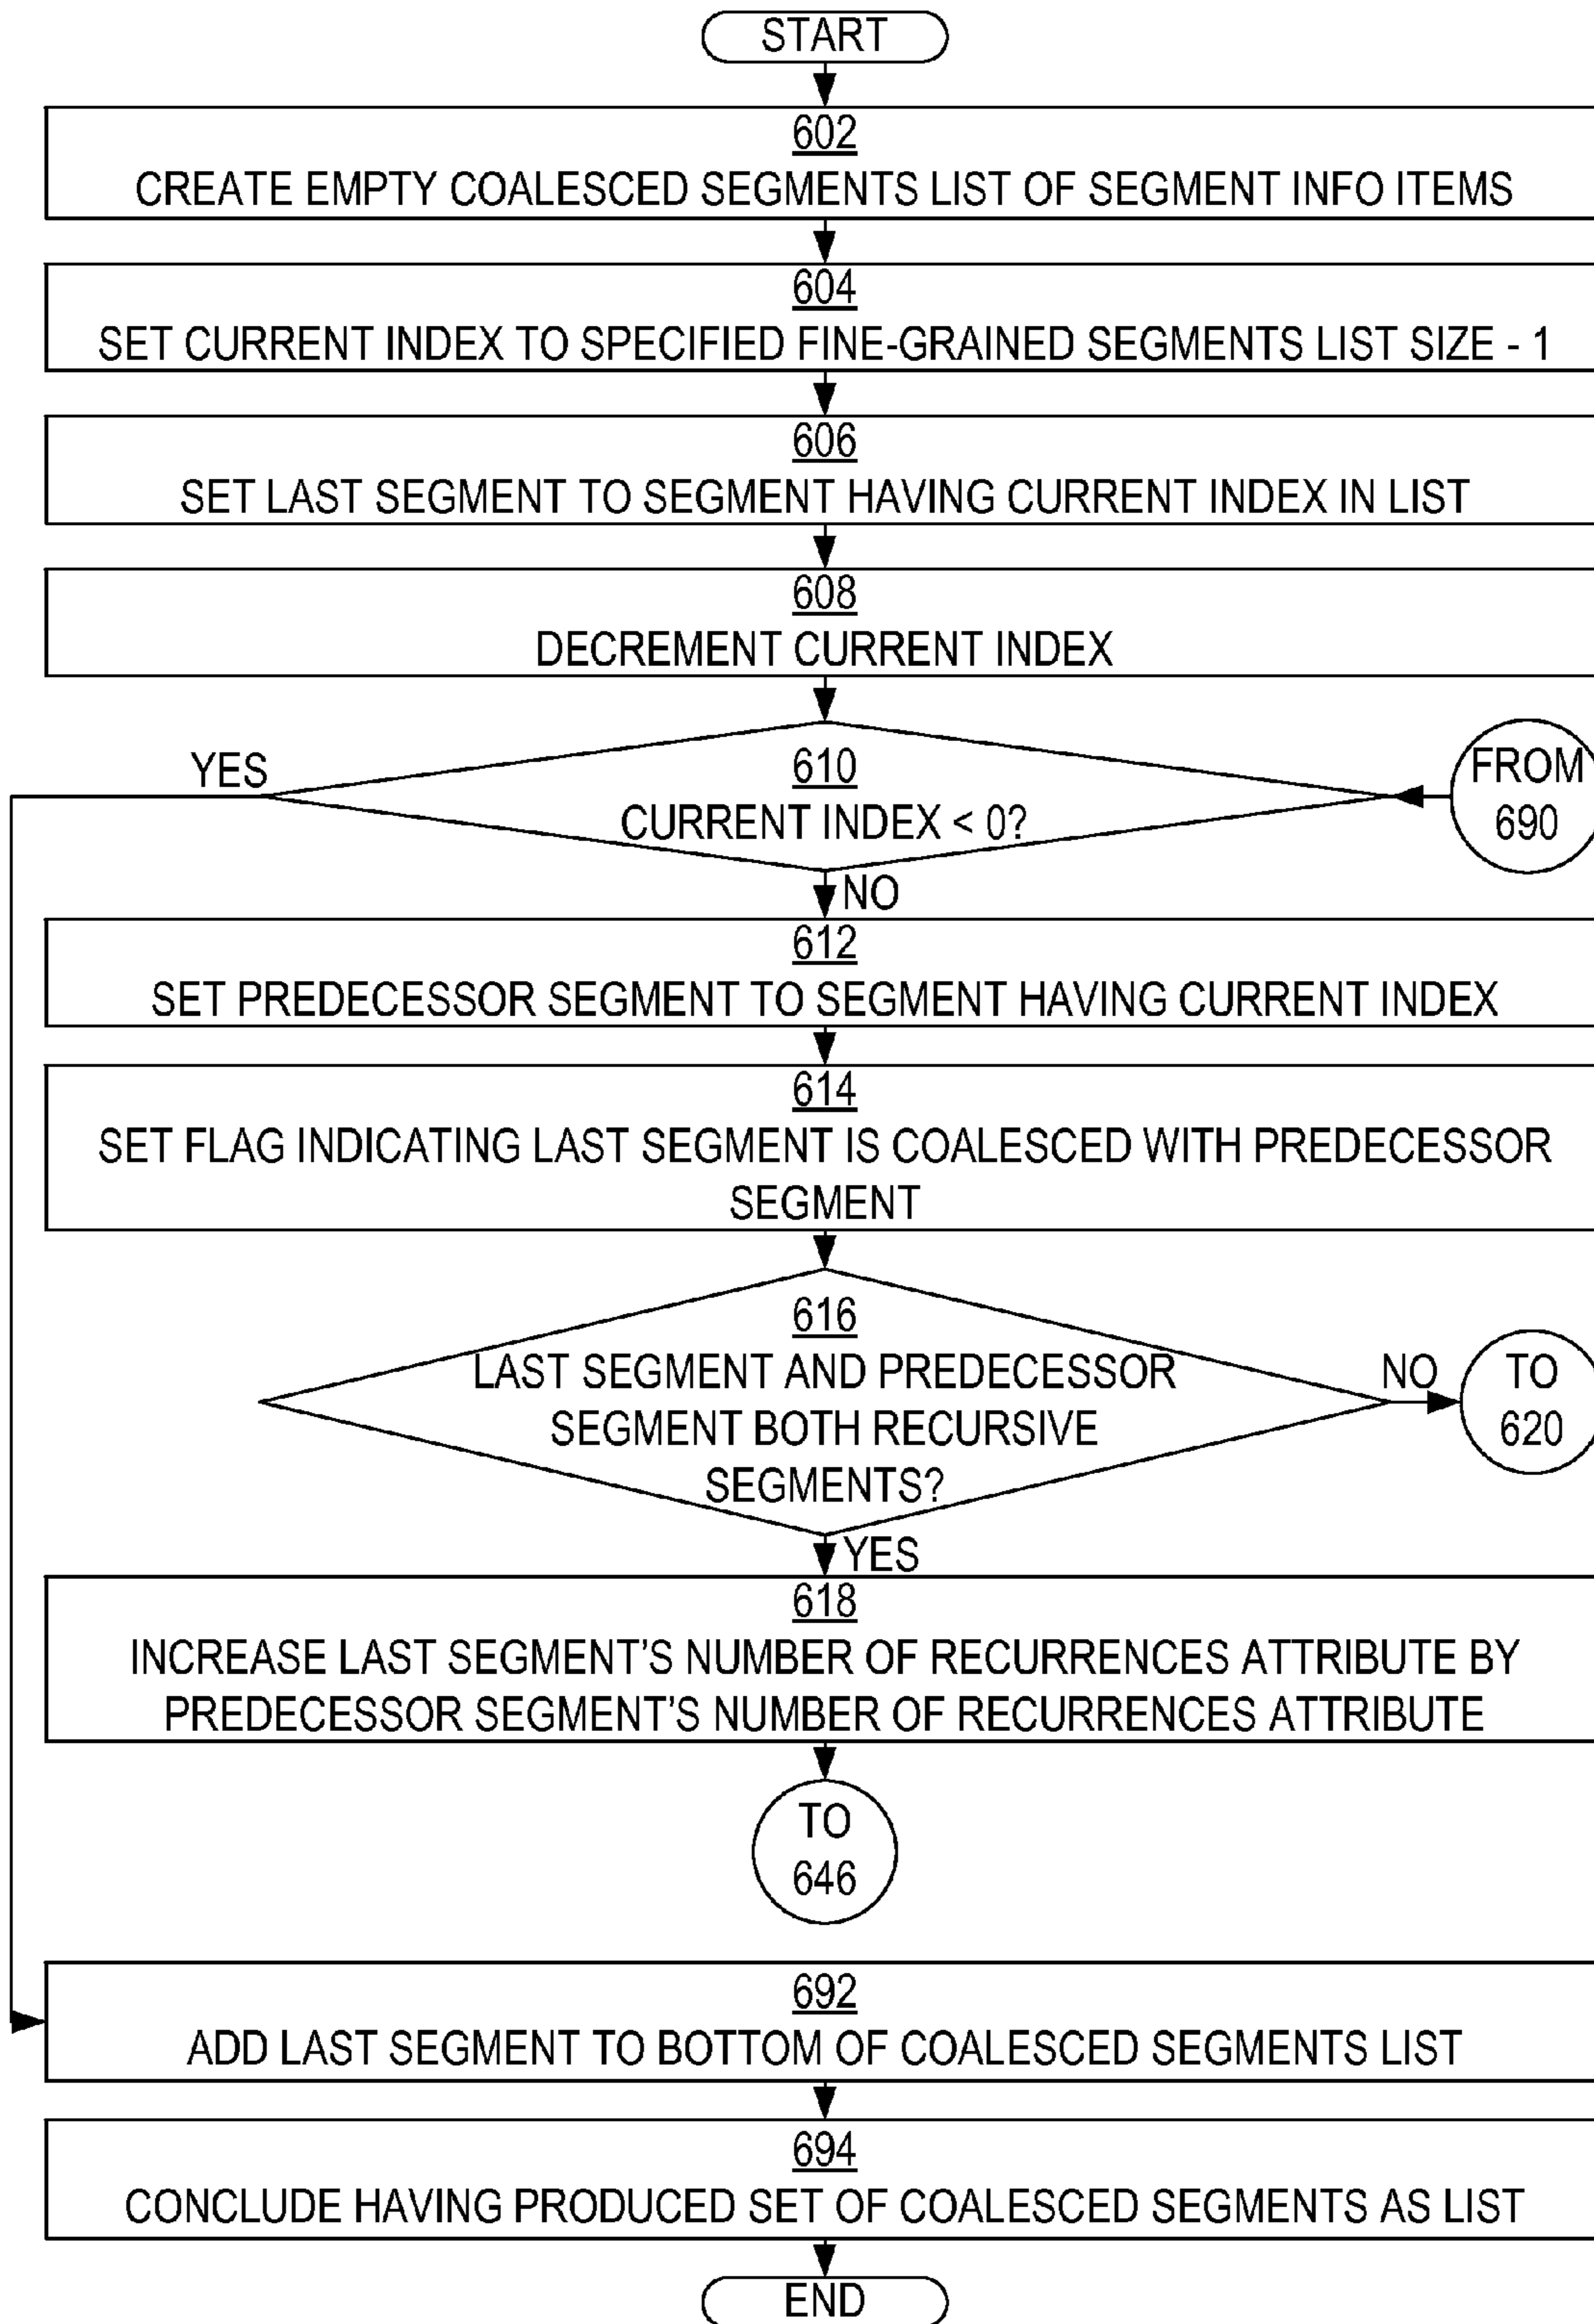 START
602
CREATE EMPTY COALESCED SEGMENTS LIST OF SEGMENT INFO ITEMS
604
SET CURRENT INDEX TO SPECIFIED FINE-GRAINED SEGMENTS LIST SIZE - 1
606
SET LAST SEGMENT TO SEGMENT HAVING CURRENT INDEX IN LIST
608
DECREMENT CURRENT INDEX
YES
610
CURRENT INDEX < 0?
FROM
690
NO
612
SET PREDECESSOR SEGMENT TO SEGMENT HAVING CURRENT INDEX
614
SET FLAG INDICATING LAST SEGMENT IS COALESCED WITH PREDECESSOR
SEGMENT
616
LAST SEGMENT AND PREDECESSOR
SEGMENT BOTH RECURSIVE
SEGMENTS?
NO
TO
620
YES
618
INCREASE LAST SEGMENT'S NUMBER OF RECURRENCES ATTRIBUTE BY
PREDECESSOR SEGMENT'S NUMBER OF RECURRENCES ATTRIBUTE
TO
646
692
ADD LAST SEGMENT TO BOTTOM OF COALESCED SEGMENTS LIST
694
CONCLUDE HAVING PRODUCED SET OF COALESCED SEGMENTS AS LIST
END